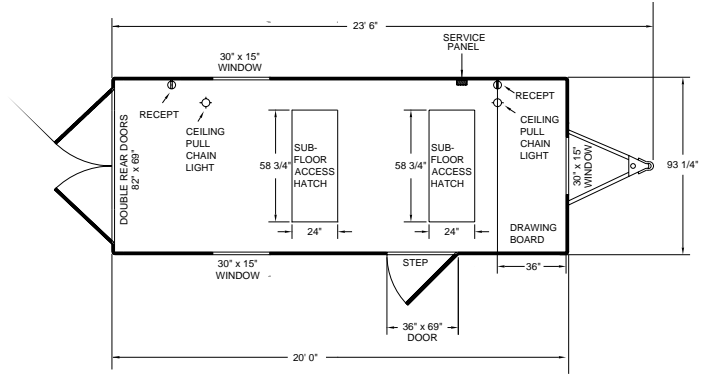 23' 6"
SERVICE
PANEL
30" x 15"
WINDOW
RECEPT
CEILING
PULL
CHAIN
LIGHT
DOUBLE REAR DOORS
82" x 69"
58 3/4"
SUB-
FLOOR
ACCESS
HATCH
24"
58 3/4"
SUB-
FLOOR
ACCESS
HATCH
24"
RECEPT
CEILING
PULL
CHAIN
LIGHT
30" x 15"
WINDOW
93 1/4"
DRAWING
BOARD
36"
30" x 15"
WINDOW
STEP
36" x 69"
DOOR
20' 0"